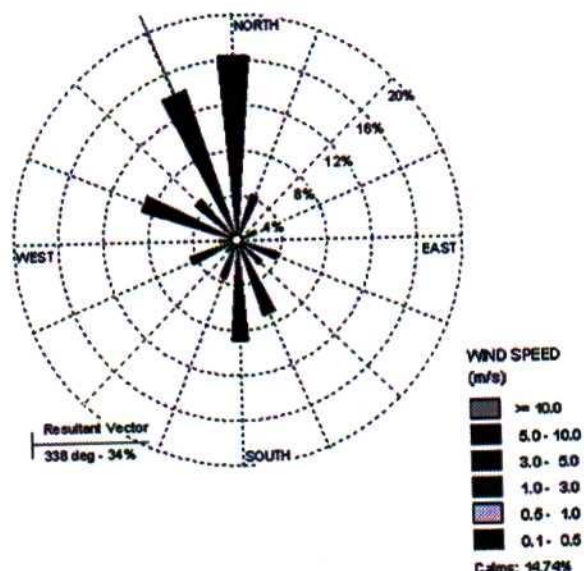 NORTH
20%
16%
12%
8%
4%
WEST
EAST
SOUTH
Resultant Vector
338 deg - 34%
WIND SPEED
(m/s)
>= 10.0
5.0 - 10.0
3.0 - 5.0
1.0 - 3.0
0.5 - 1.0
0.1 - 0.5
Calms: 14.74%